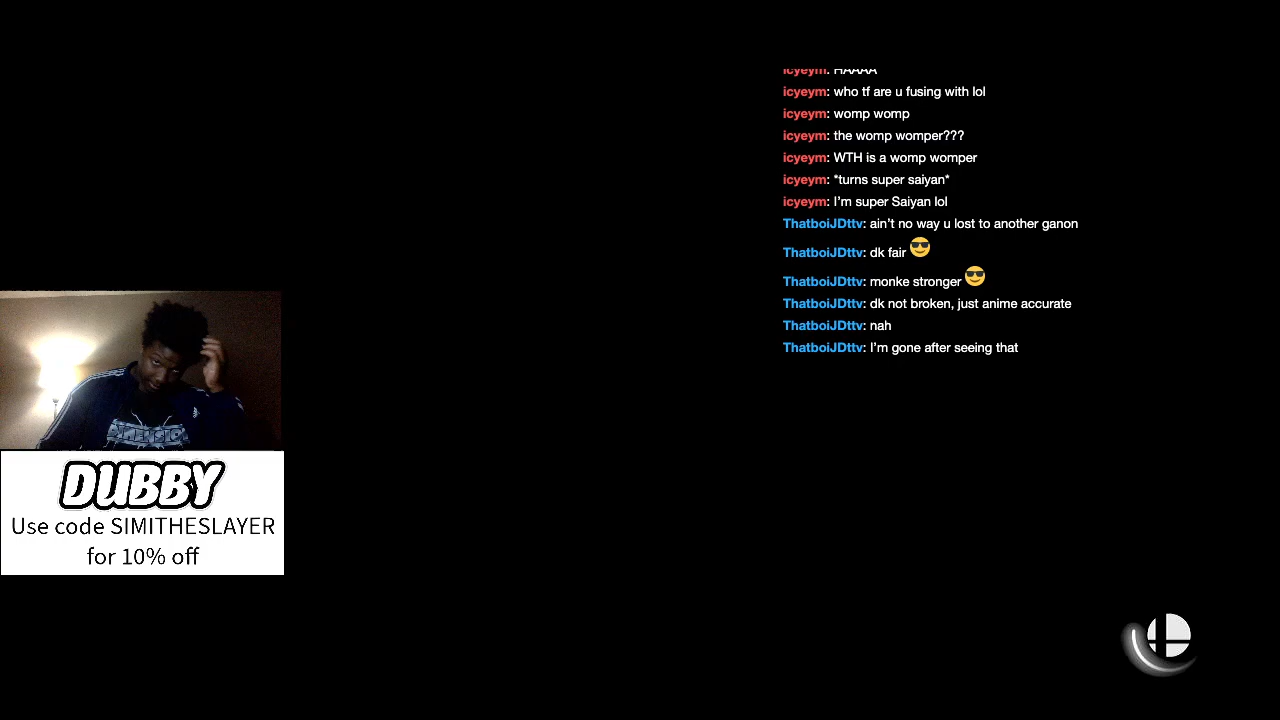 icyeym: HAAAA
icyeym: who tf are u fusing with lol
icyeym: womp womp
icyeym: the womp womper???
icyeym: WTH is a womp womper
icyeym: *turns super saiyan*
icyeym: I'm super Saiyan lol
ThatboiJDttv: ain't no way u lost to another ganon
ThatboiJDttv: dk fair 😎
ThatboiJDttv: monke stronger 😎
ThatboiJDttv: dk not broken, just anime accurate
ThatboiJDttv: nah
ThatboiJDttv: I'm gone after seeing that
DUBBY
Use code SIMITHESLAYER
for 10% off